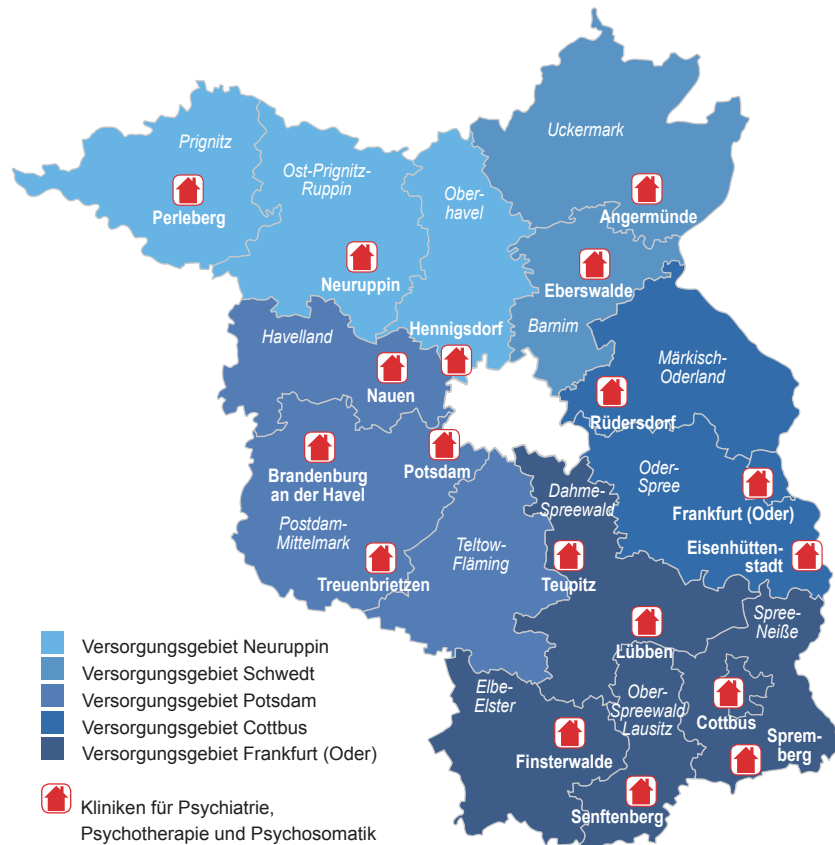 Uckermark
Prignitz
Ost-Prignitz-
Ruppin
Ober-
havel
Perleberg
Angermünde
Neuruppin
Eberswalde
Hennigsdorf
Barnim
Havelland
Märkisch-
Oderland
Nauen
Rüdersdorf
Brandenburg
an der Havel
Potsdam
Oder-
Spree
Dahme-
Spreewald
Frankfurt (Oder)
Postdam-
Mittelmark
Teltow-
Fläming
Eisenhütten-
stadt
Treuenbrietzen
Teupitz
Spree-
Neiße
Lübben
Elbe-
Elster
Ober-
Spreewald
Lausitz
Cottbus
Sprem-
berg
Finsterwalde
Senftenberg
Versorgungsgebiet Neuruppin
Versorgungsgebiet Schwedt
Versorgungsgebiet Potsdam
Versorgungsgebiet Cottbus
Versorgungsgebiet Frankfurt (Oder)
Kliniken für Psychiatrie,
Psychotherapie und Psychosomatik